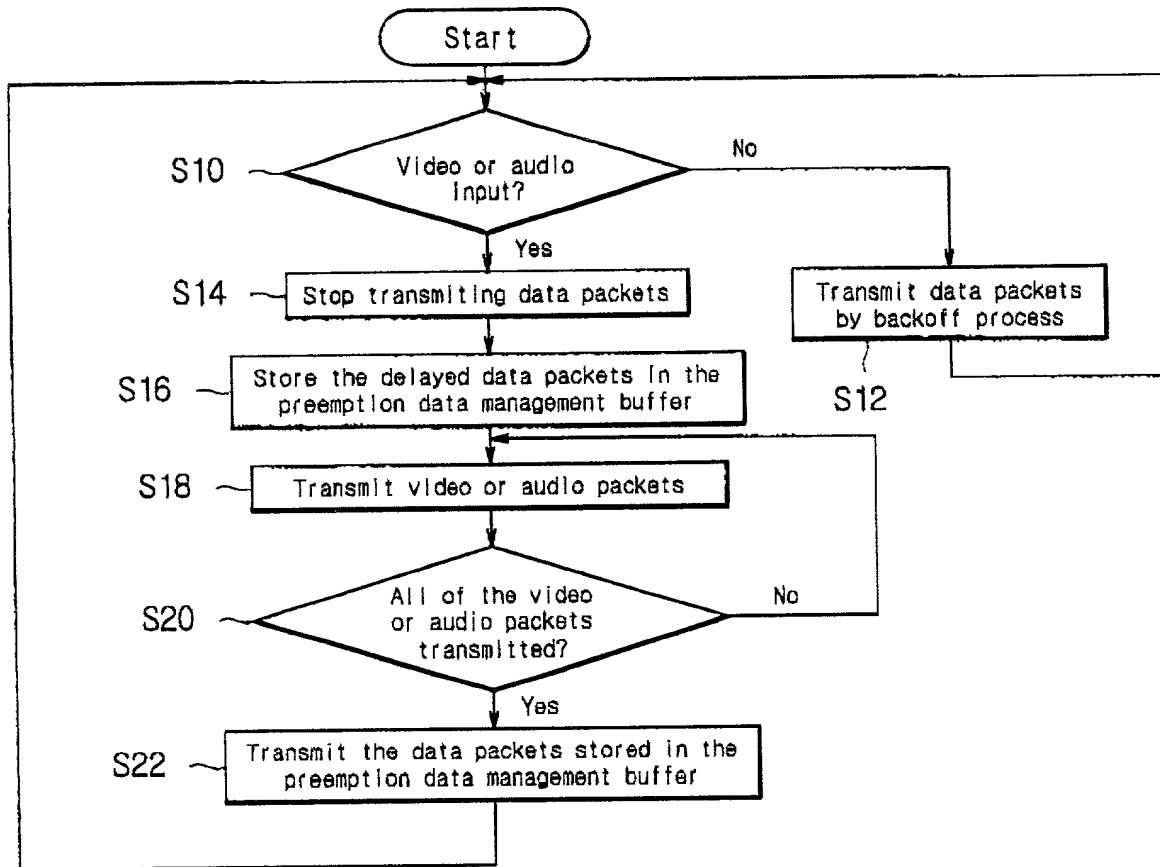 Start
S10
Video or audio
input?
No
Yes
S14
Stop transmiting data packets
Transmit data packets
by backoff process
S12
S16
Store the delayed data packets in the
preemption data management buffer
S18
Transmit video or audio packets
S20
All of the video
or audio packets
transmitted?
No
Yes
S22
Transmit the data packets stored in the
preemption data management buffer